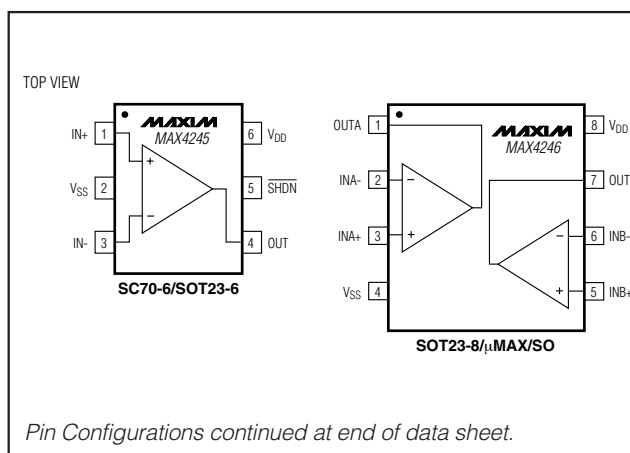 TOP VIEW
MAXIM
MAX4245
IN+ 1
VSS 2
IN- 3
6 VDD
5 SHDN
4 OUT
+
−
SC70-6/SOT23-6
MAXIM
MAX4246
OUTA 1
INA- 2
INA+ 3
VSS 4
8 VDD
7 OUT
6 INB-
5 INB+
−
+
−
+
SOT23-8/µMAX/SO
Pin Configurations continued at end of data sheet.